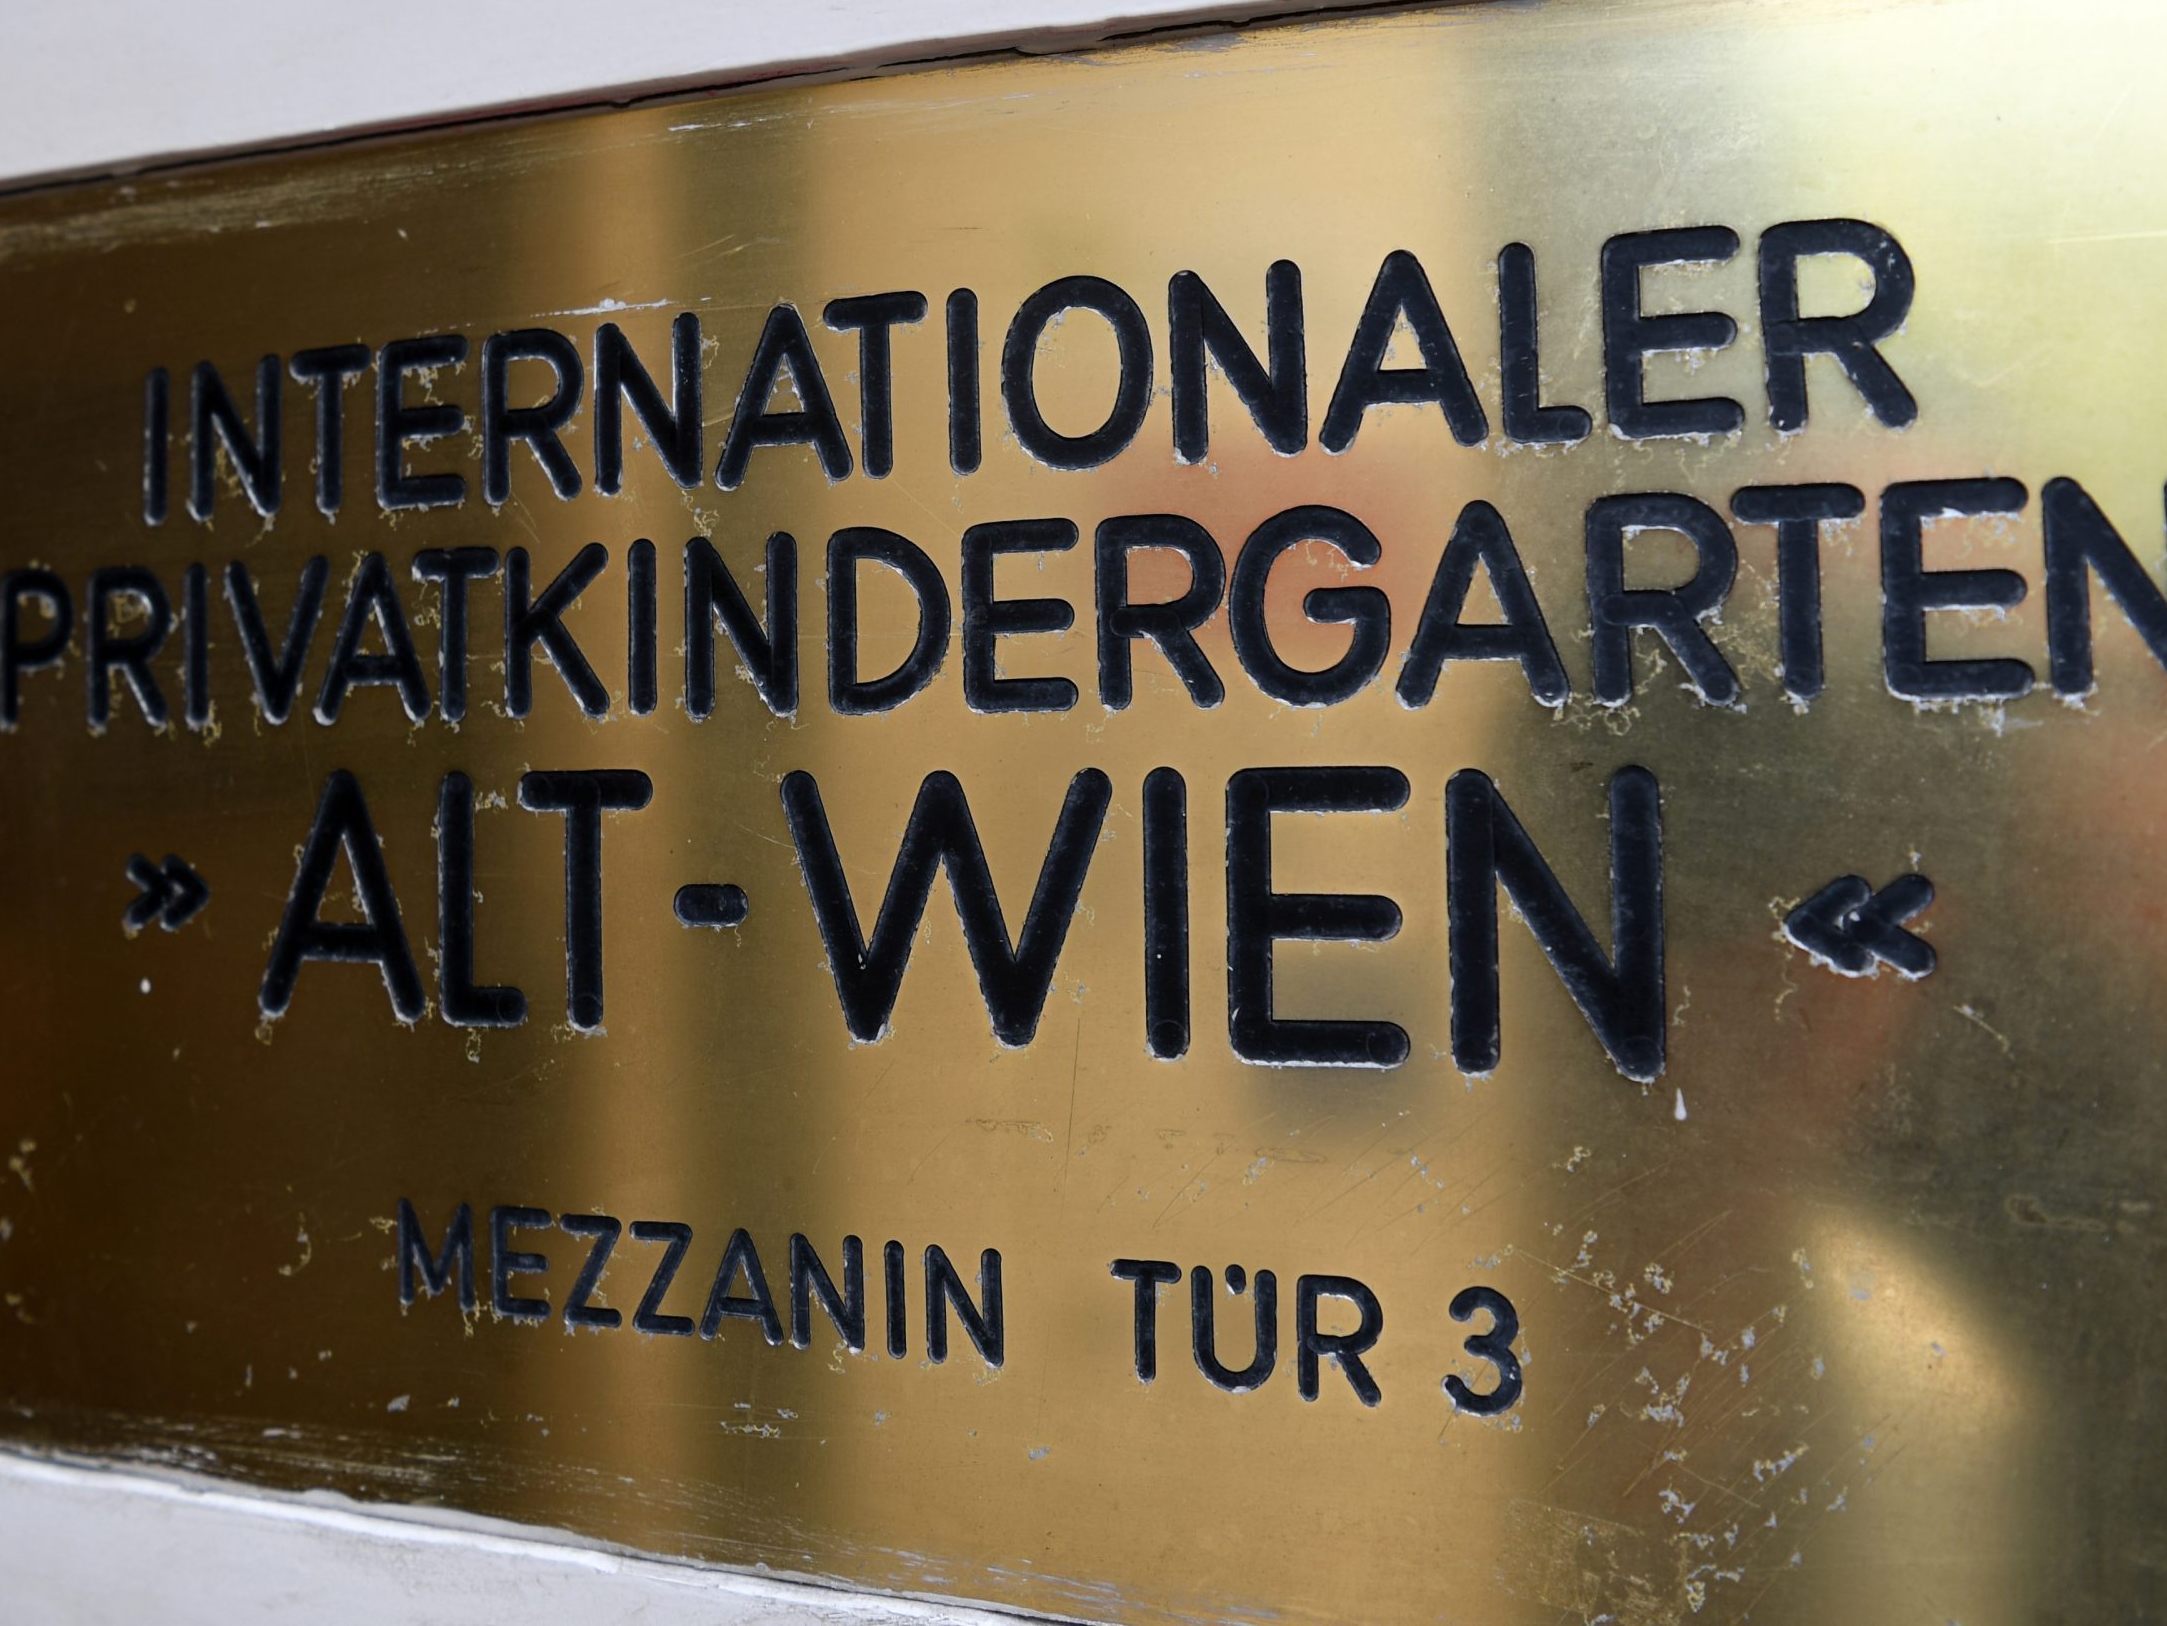 INTERNATIONALER
PRIVATKINDERGARTEN
» ALT-WIEN «
MEZZANIN TÜR 3